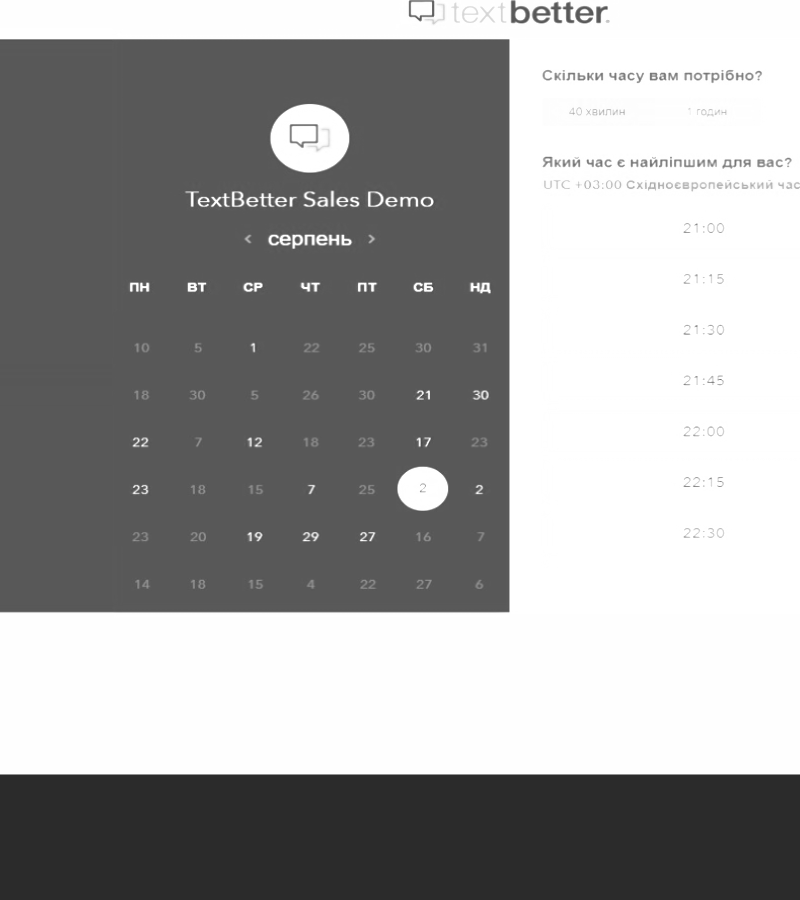 textbetter.
TextBetter Sales Demo
< серпень >
ПН ВТ СР ЧТ ПТ СБ НД
10 5 1 22 25 30 31
18 30 5 26 30 21 30
22 7 12 18 23 17 23
23 18 15 7 25 2 2
23 20 19 29 27 16 7
14 18 15 4 22 27 6
Скільки часу вам потрібно?
40 хвилин 1 годин
Який час є найліпшим для вас?
UTC +03:00 Східноєвропейський час
21:00
21:15
21:30
21:45
22:00
22:15
22:30